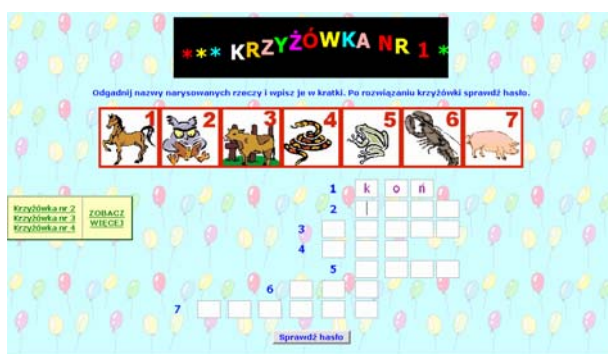 *** KRZYŻÓWKA NR 1 *
Odgadnij nazwy narysowanych rzeczy i wpisz je w kratki. Po rozwiązaniu krzyżówki sprawdź hasło.
1 2 3 4 5 6 7
1 k o ń
2
Krzyżówka nr 2
Krzyżówka nr 3
Krzyżówka nr 4
ZOBACZ
WIĘCEJ
3
4
5
6
7
Sprawdź hasło